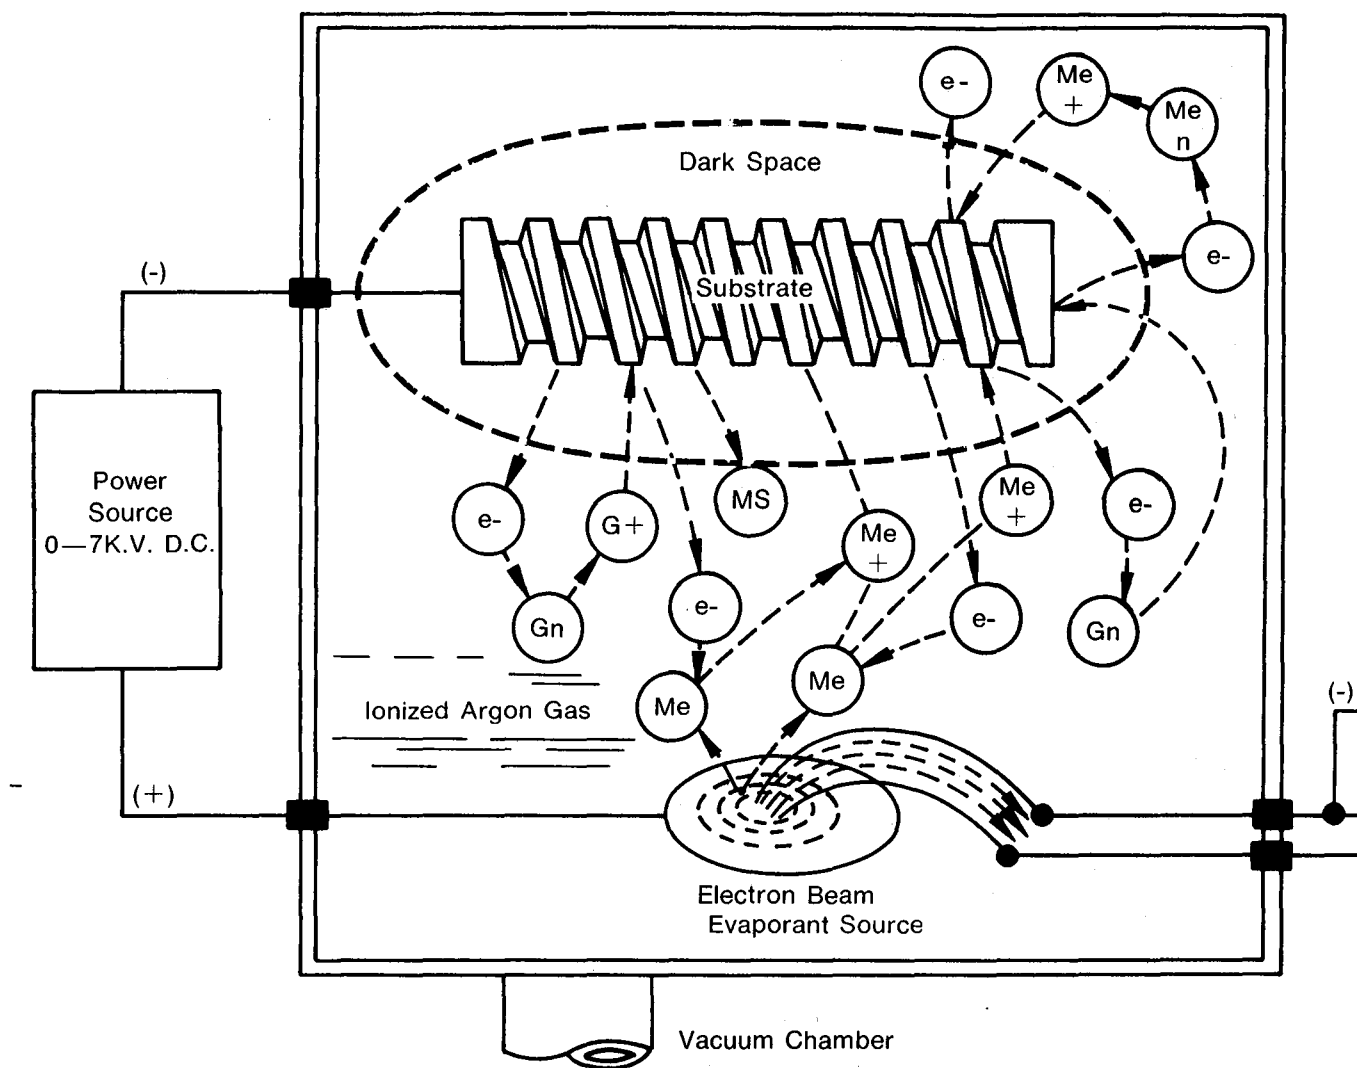 e-
Me
+
Me
n
Dark Space
e-
(-)
Substrate
Power
Source
0—7K.V. D.C.
e-
G+
MS
Me
+
Me
+
e-
Gn
e-
e-
Gn
Me
Me
Ionized Argon Gas
(-)
(+)
Electron Beam
Evaporant Source
Vacuum Chamber